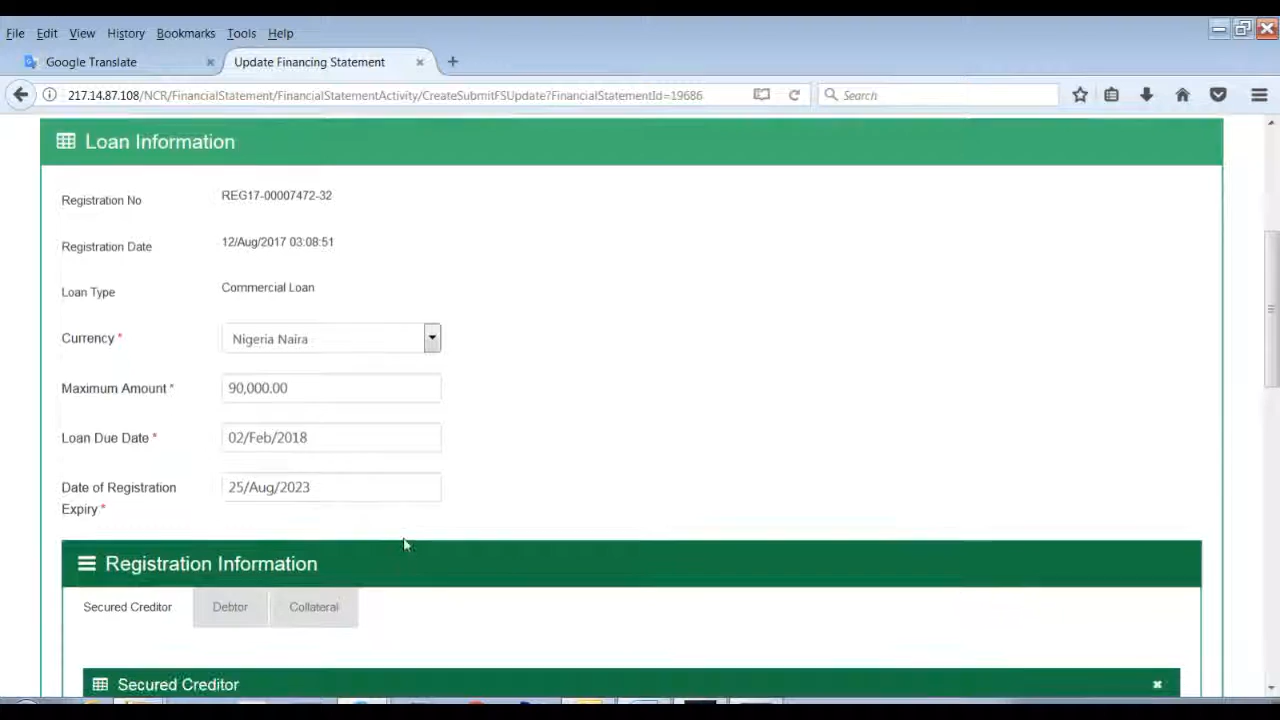 File Edit View History Bookmarks Tools Help
Google Translate × Update Financing Statement × +
217.14.87.108/NCR/FinancialStatement/FinancialStatementActivity/CreateSubmitFSUpdate?FinancialStatementId=19686 Search
Loan Information
Registration No REG17-00007472-32
Registration Date 12/Aug/2017 03:08:51
Loan Type Commercial Loan
Currency * Nigeria Naira
Maximum Amount * 90,000.00
Loan Due Date * 02/Feb/2018
Date of Registration 25/Aug/2023
Expiry *
Registration Information
Secured Creditor Debtor Collateral
Secured Creditor